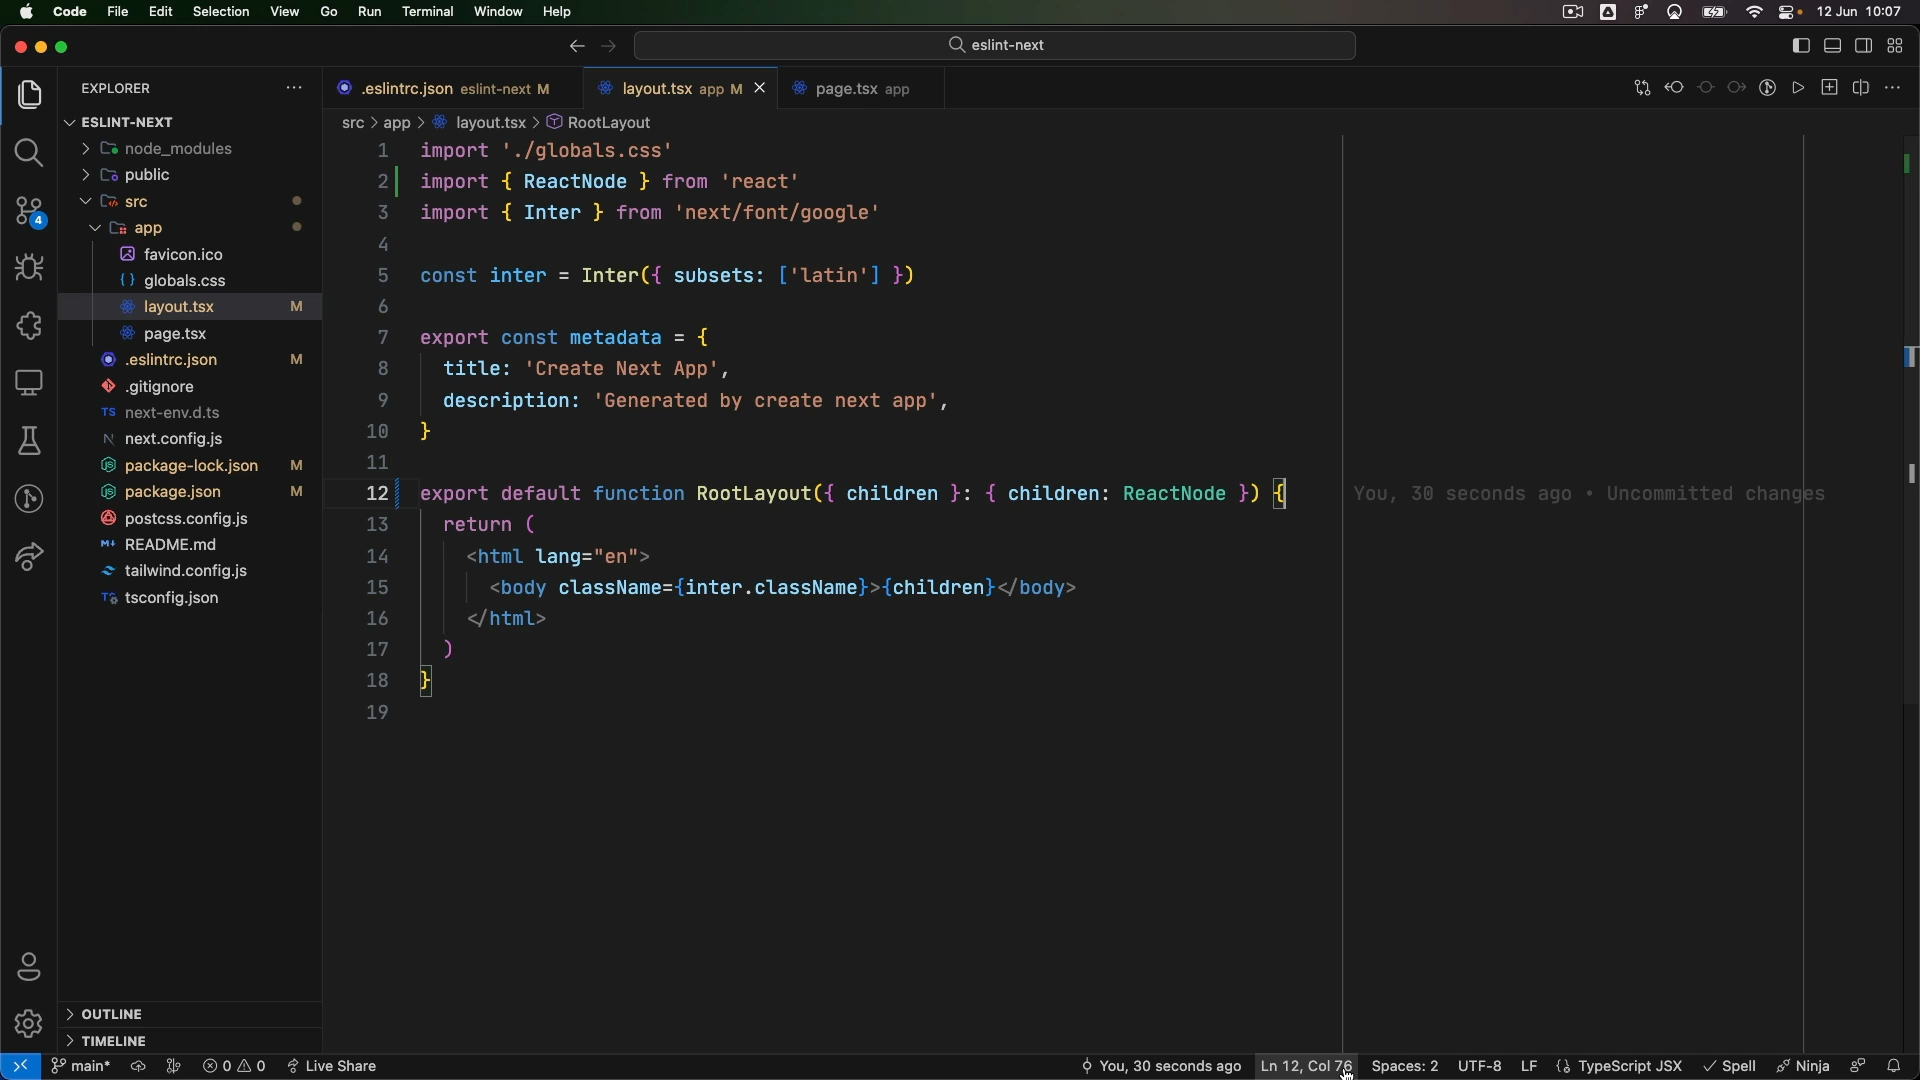 Code File Edit Selection View Go Run Terminal Window Help 12 Jun 10:07
eslint-next
EXPLORER
.eslintrc.json eslint-next M
layout.tsx app M
page.tsx app
src > app > layout.tsx > RootLayout
ESLINT-NEXT
node_modules
public
src
app
favicon.ico
globals.css
layout.tsx M
page.tsx
.eslintrc.json M
.gitignore
TS next-env.d.ts
N next.config.js
package-lock.json M
package.json M
postcss.config.js
M README.md
tailwind.config.js
TS tsconfig.json
4
OUTLINE
TIMELINE
1 import './globals.css'
2 import { ReactNode } from 'react'
3 import { Inter } from 'next/font/google'
4
5 const inter = Inter({ subsets: ['latin'] })
6
7 export const metadata = {
8 title: 'Create Next App',
9 description: 'Generated by create next app',
10 }
11
12 export default function RootLayout({ children }: { children: ReactNode }) { You, 30 seconds ago • Uncommitted changes
13 return (
14 <html lang="en">
15 <body className={inter.className}>{children}</body>
16 </html>
17 )
18 }
19
main* 0 0 Live Share You, 30 seconds ago Ln 12, Col 76 Spaces: 2 UTF-8 LF {} TypeScript JSX Spell Ninja